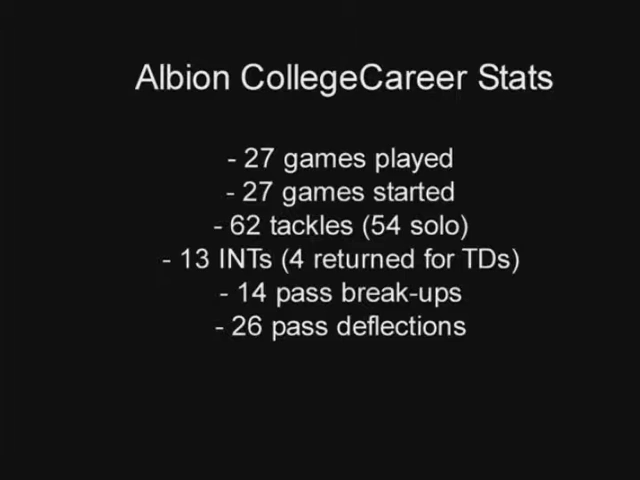 Albion CollegeCareer Stats
- 27 games played
- 27 games started
- 62 tackles (54 solo)
- 13 INTs (4 returned for TDs)
- 14 pass break-ups
- 26 pass deflections